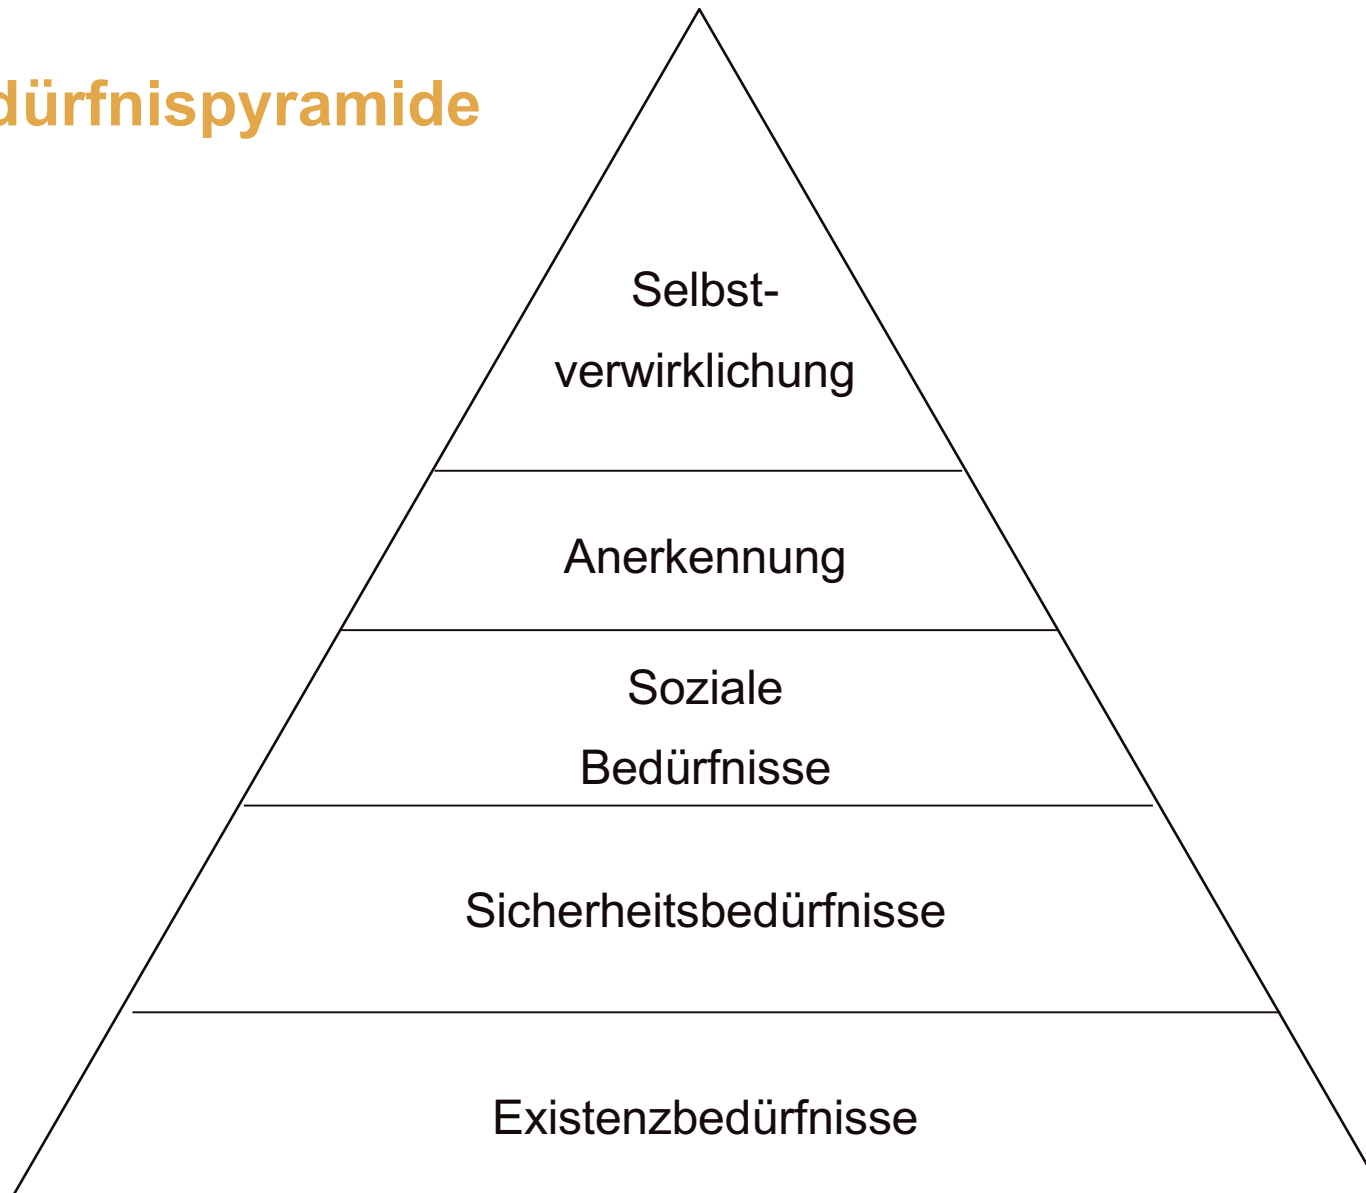 dürfnispyramide
Selbst-
verwirklichung
Anerkennung
Soziale
Bedürfnisse
Sicherheitsbedürfnisse
Existenzbedürfnisse